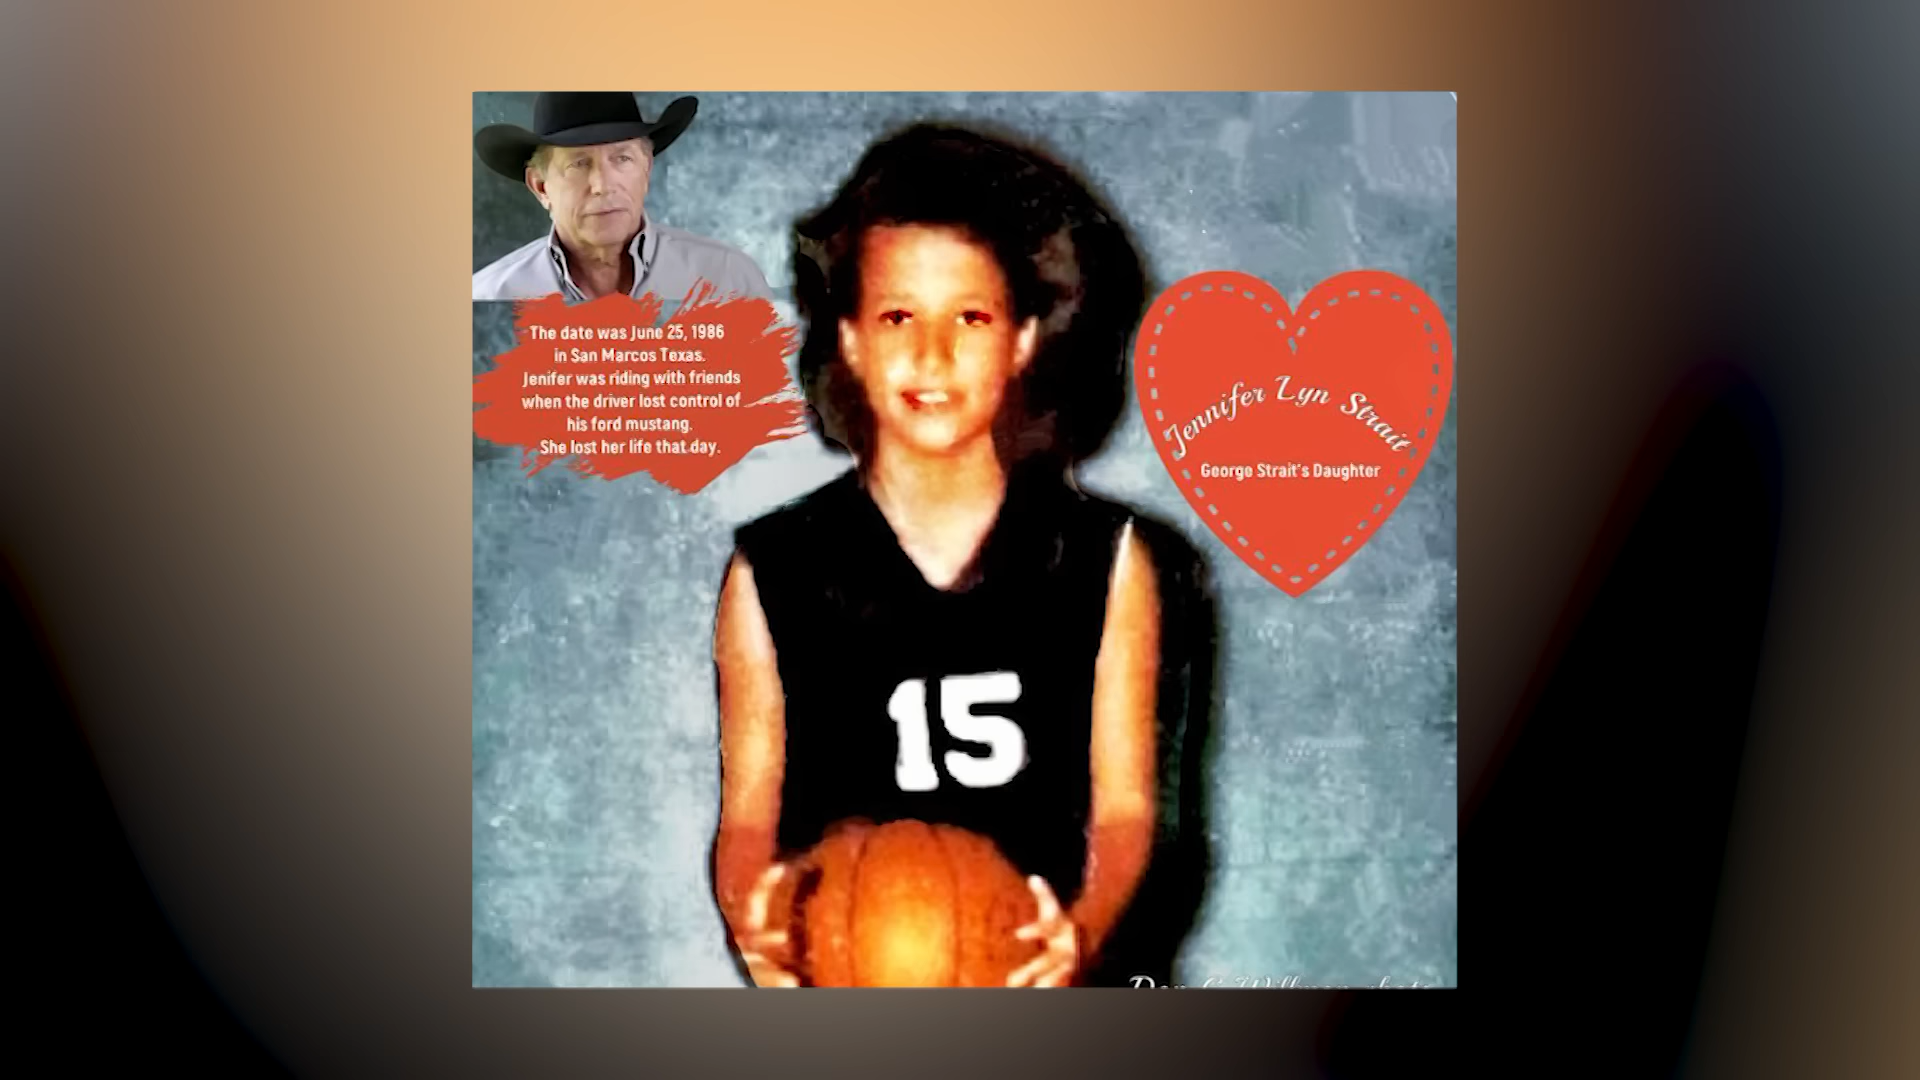 The date was June 25, 1986
in San Marcos Texas.
Jenifer was riding with friends
when the driver lost control of
his ford mustang.
She lost her life that day.
Jennifer Lyn Strait
George Strait's Daughter
15